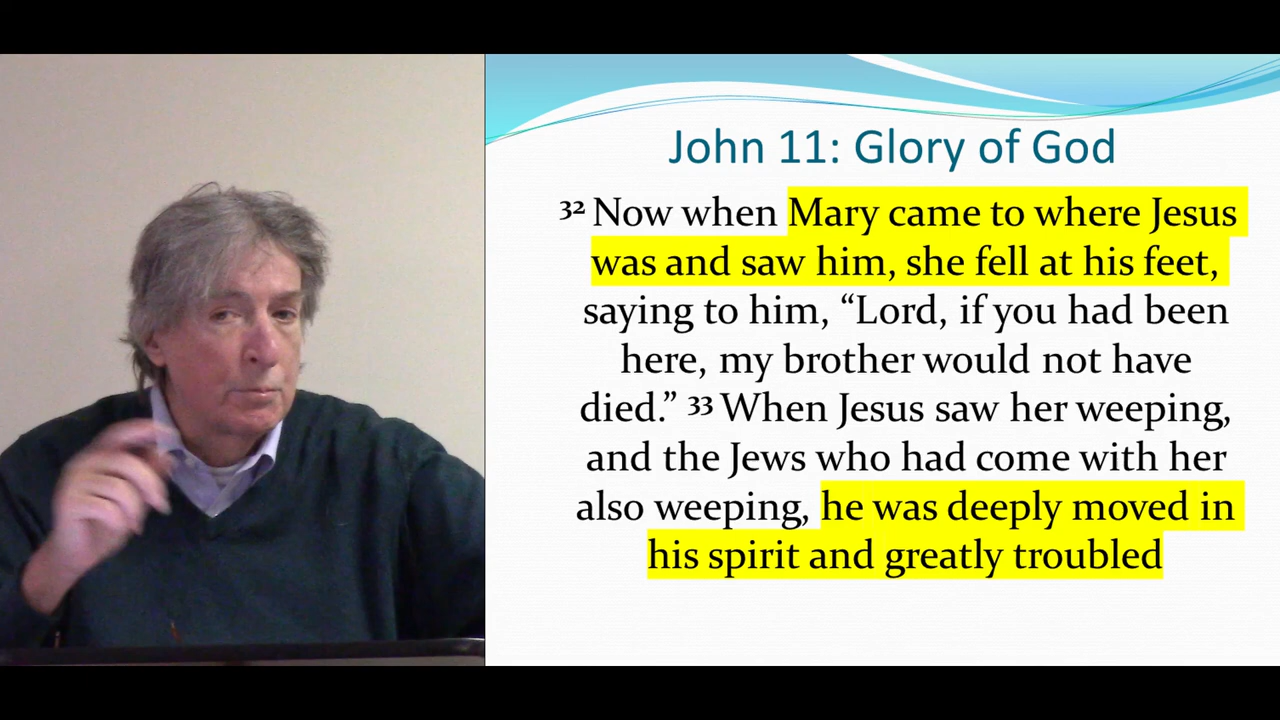 John 11: Glory of God
³² Now when Mary came to where Jesus
was and saw him, she fell at his feet,
saying to him, “Lord, if you had been
here, my brother would not have
died.” ³³ When Jesus saw her weeping,
and the Jews who had come with her
also weeping, he was deeply moved in
his spirit and greatly troubled